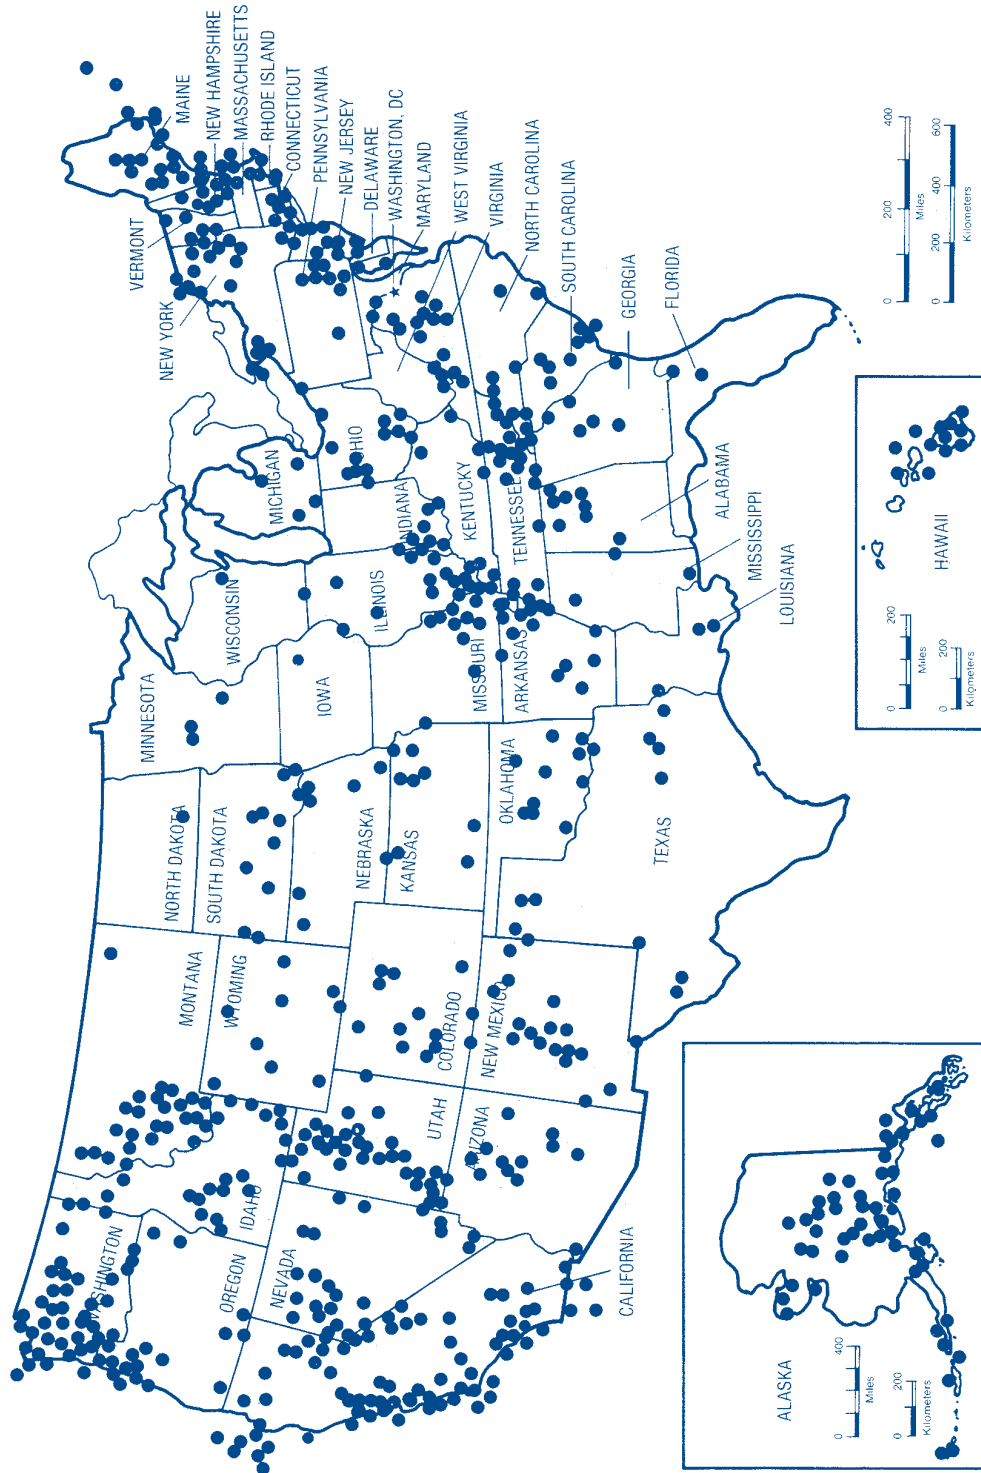 WASHINGTON
OREGON
IDAHO
NEVADA
CALIFORNIA
MONTANA
WYOMING
UTAH
ARIZONA
COLORADO
NEW MEXICO
NORTH DAKOTA
SOUTH DAKOTA
NEBRASKA
KANSAS
OKLAHOMA
TEXAS
MINNESOTA
IOWA
MISSOURI
ARKANSAS
WISCONSIN
ILLINOIS
INDIANA
KENTUCKY
TENNESSEE
MICHIGAN
OHIO
LOUISIANA
MISSISSIPPI
ALABAMA
FLORIDA
GEORGIA
SOUTH CAROLINA
NORTH CAROLINA
VIRGINIA
WEST VIRGINIA
MARYLAND
WASHINGTON, DC
DELAWARE
NEW JERSEY
PENNSYLVANIA
CONNECTICUT
RHODE ISLAND
MASSACHUSETTS
NEW HAMPSHIRE
MAINE
VERMONT
NEW YORK
ALASKA
0 400
Miles
0 200
Kilometers
HAWAII
0 200
Miles
0 200
Kilometers
0 200 400
Miles
0 200 400 600
Kilometers